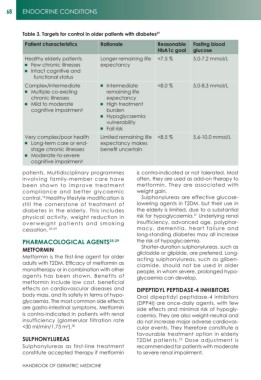 68 ENDOCRINE CONDITIONS
Table 3. Targets for control in older patients with diabetes
Patient characteristics Rationale Reasonable HbA1c goal Fasting blood glucose
Healthy elderly patients
■ Few chronic illnesses
■ Intact cognitive and
functional status
Longer remaining life
expectancy
<7.5 %
5.0-7.2 mmol/L
Complex/intermediate
■ Multiple co-existing
chronic illnesses
■ Mild to moderate
cognitive impairment
■ Intermediate
remaining life
expectancy
■ High treatment
burden
■ Hypoglycaemia
vulnerability
■ Fall risk
<8.0 %
5.0-8.3 mmol/L
Very complex/poor health
■ Long-term care or end-
stage chronic illnesses
■ Moderate-to-severe
cognitive impairment
Limited remaining life
expectancy makes
benefit uncertain
<8.5 %
5.6-10.0 mmol/L
patients. Multidisciplinary programmes
involving family-member care have
been shown to improve treatment
compliance and better glycaemic
control. Healthy lifestyle modification is
still the cornerstone of treatment of
diabetes in the elderly. This includes
physical activity, weight reduction in
overweight patients and smoking
cessation.
PHARMACOLOGICAL AGENTS
METFORMIN
Metformin is the first-line agent for older
adults with T2DM. Efficacy of metformin as
monotherapy or in combination with other
agents has been shown. Benefits of
metformin include low cost, beneficial
effects on cardiovascular diseases and
body mass, and its safety in terms of hypo-
glycaemia. The most common side effects
are gastro-intestinal symptoms. Metformin
is contra-indicated in patients with renal
insufficiency (glomerular filtration rate
<30 ml/min/1.73 m²).
SULPHONYLUREAS
Sulphonylureas as first-line treatment
constitute accepted therapy if metformin
is contra-indicated or not tolerated. Most
often, they are used as add-on therapy to
metformin. They are associated with
weight gain.
Sulphonylureas are effective glucose-
lowering agents in T2DM, but their use in
the elderly is limited, due to a substantial
risk for hypoglycaemia. Underlying renal
insufficiency, advanced age, polyphar-
macy, dementia, heart failure and
long-standing diabetes may all increase
the risk of hypoglycaemia.
Shorter-duration sulphonylureas, such as
gliclazide or glipizide, are preferred. Long-
acting sulphonylureas, such as gliben-
clamide, should not be used in older
people, in whom severe, prolonged hypo-
glycaemia can develop.
DIPEPTIDYL PEPTIDASE-4 INHIBITORS
Oral dipeptidyl peptidase-4 inhibitors
(DPP4i) are once-daily agents, with few
side effects and minimal risk of hypogly-
caemia. They are also weight-neutral and
do not increase major adverse cardiovas-
cular events. They therefore constitute a
favourable treatment option in elderly
T2DM patients. Dose adjustment is
recommended for patients with moderate
to severe renal impairment.
HANDBOOK OF GERIATRIC MEDICINE